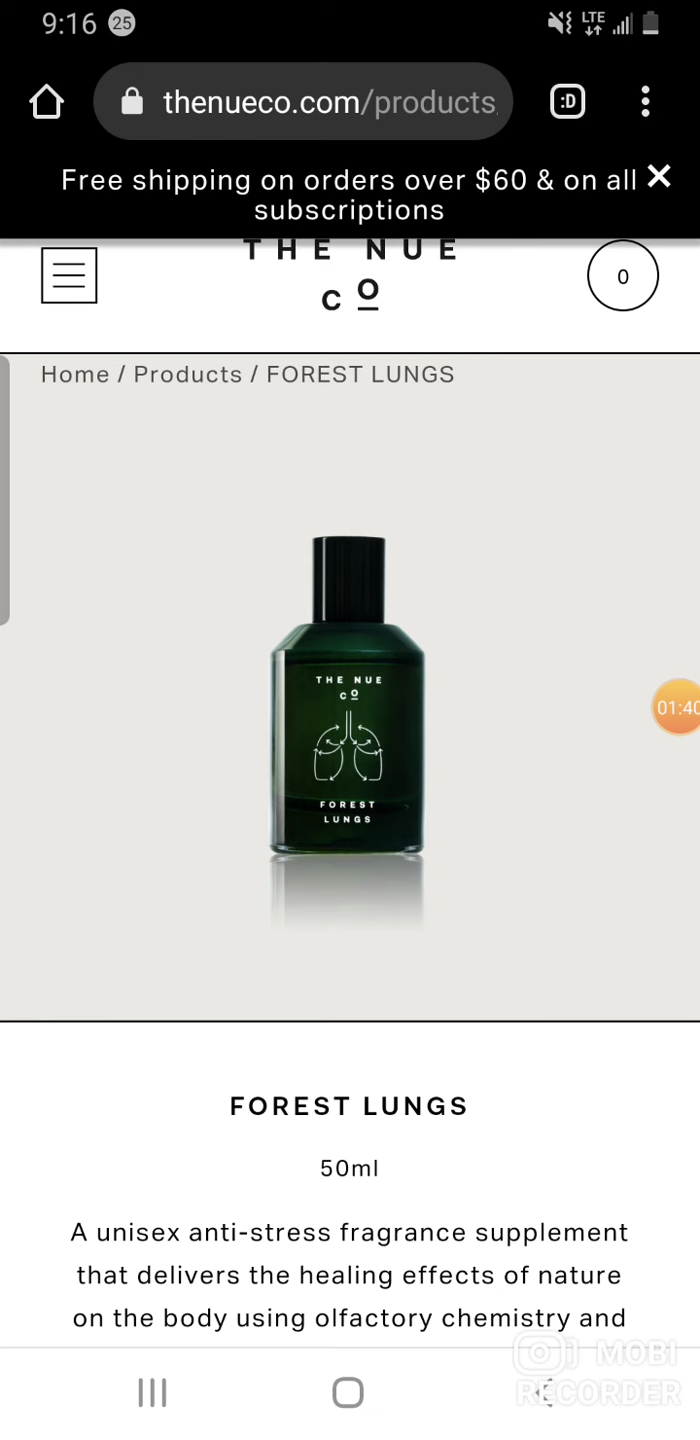 9:16 25 LTE
thenueco.com/products
:D
Free shipping on orders over $60 & on all
subscriptions
THE NUE
CO
0
Home / Products / FOREST LUNGS
THE NUE
CO
FOREST
LUNGS
01:40
FOREST LUNGS
50ml
A unisex anti-stress fragrance supplement
that delivers the healing effects of nature
on the body using olfactory chemistry and
MOBI
RECORDER